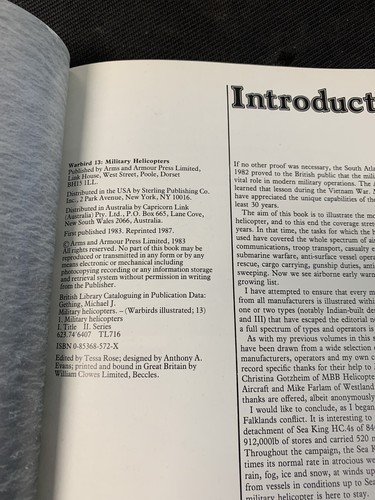 Warbird 13: Military Helicopters
Published by Arms and Armour Press Limited,
Link House, West Street, Poole, Dorset
BH15 1LL.
Distributed in the USA by Sterling Publishing Co.
Inc., 2 Park Avenue, New York, NY 10016.
Distributed in Australia by Capricorn Link
(Australia) Pty. Ltd., P.O. Box 665, Lane Cove,
New South Wales 2066, Australia.
First published 1983. Reprinted 1987.
© Arms and Armour Press Limited, 1983
All rights reserved. No part of this book may be
reproduced or transmitted in any form or by any
means electronic or mechanical including
photocopying recording or any information storage
and retrieval system without permission in writing
from the Publisher.
British Library Cataloguing in Publication Data:
Gething, Michael J.
Military helicopters. – (Warbirds illustrated; 13)
1. Military helicopters
I. Title II. Series
623.74'6407 TL716
ISBN 0-85368-572-X
Edited by Tessa Rose; designed by Anthony A.
Evans; printed and bound in Great Britain by
William Clowes Limited, Beccles.
Introduct
If no other proof was necessary, the South Atla
1982 proved to the British public that the mili
vital role in modern military operations. The
learned that lesson during the Vietnam War.
have appreciated the unique capabilities of the
least 30 years.
The aim of this book is to illustrate the mo
helicopter, and to this end the coverage stret
years. In that time, the tasks for which the h
used have covered the whole spectrum of
communications, troop transport, casualty e
submarine warfare, anti-surface vessel opera
rescue, cargo carrying, gunship duties, anti
sweeping. Now we see airborne early warn
growing list.
I have attempted to ensure that every m
from all manufacturers is illustrated withi
one or two types (notably Indian-built de
and III) that have escaped the editorial n
a full spectrum of types and operators is
As with my previous volumes in this s
have been drawn from a wide selection
manufacturers, operators and my own c
record specific thanks for their help to
Christina Gotzheim of MBB Helicopte
Aircraft and Mike Farlam of Westland
thanks are offered, albeit anonymously
I would like to conclude, as I began
Falklands conflict. It is interesting to
detachment of Sea King HC.4s of 84
912,000lb of stores and carried 520 m
Throughout the campaign, the Sea K
times its normal rate in atrocious we
rain, fog, ice and snow, at winds up
from vessels in conditions up to Sea
military helicopter is here to stay.